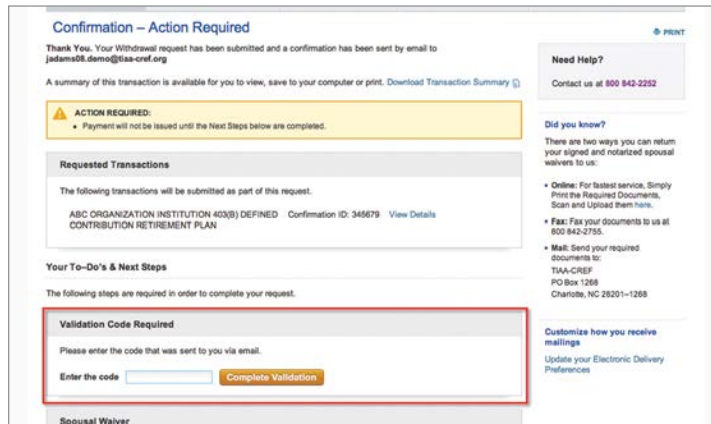 Confirmation – Action Required
PRINT
Thank You. Your Withdrawal request has been submitted and a confirmation has been sent by email to
jadams08.demo@tiaa-cref.org
A summary of this transaction is available for you to view, save to your computer or print. Download Transaction Summary
ACTION REQUIRED:
• Payment will not be issued until the Next Steps below are completed.
Requested Transactions
The following transactions will be submitted as part of this request.
ABC ORGANIZATION INSTITUTION 403(B) DEFINED Confirmation ID: 345679 View Details
CONTRIBUTION RETIREMENT PLAN
Your To–Do's & Next Steps
The following steps are required in order to complete your request.
Validation Code Required
Please enter the code that was sent to you via email.
Enter the code Complete Validation
Spousal Waiver
Need Help?
Contact us at 800 842-2252
Did you know?
There are two ways you can return
your signed and notarized spousal
waivers to us:
• Online: For fastest service, Simply
Print the Required Documents,
Scan and Upload them here.
• Fax: Fax your documents to us at
800 842-2755.
• Mail: Send your required
documents to:
TIAA-CREF
PO Box 1268
Charlotte, NC 28201–1268
Customize how you receive
mailings
Update your Electronic Delivery
Preferences